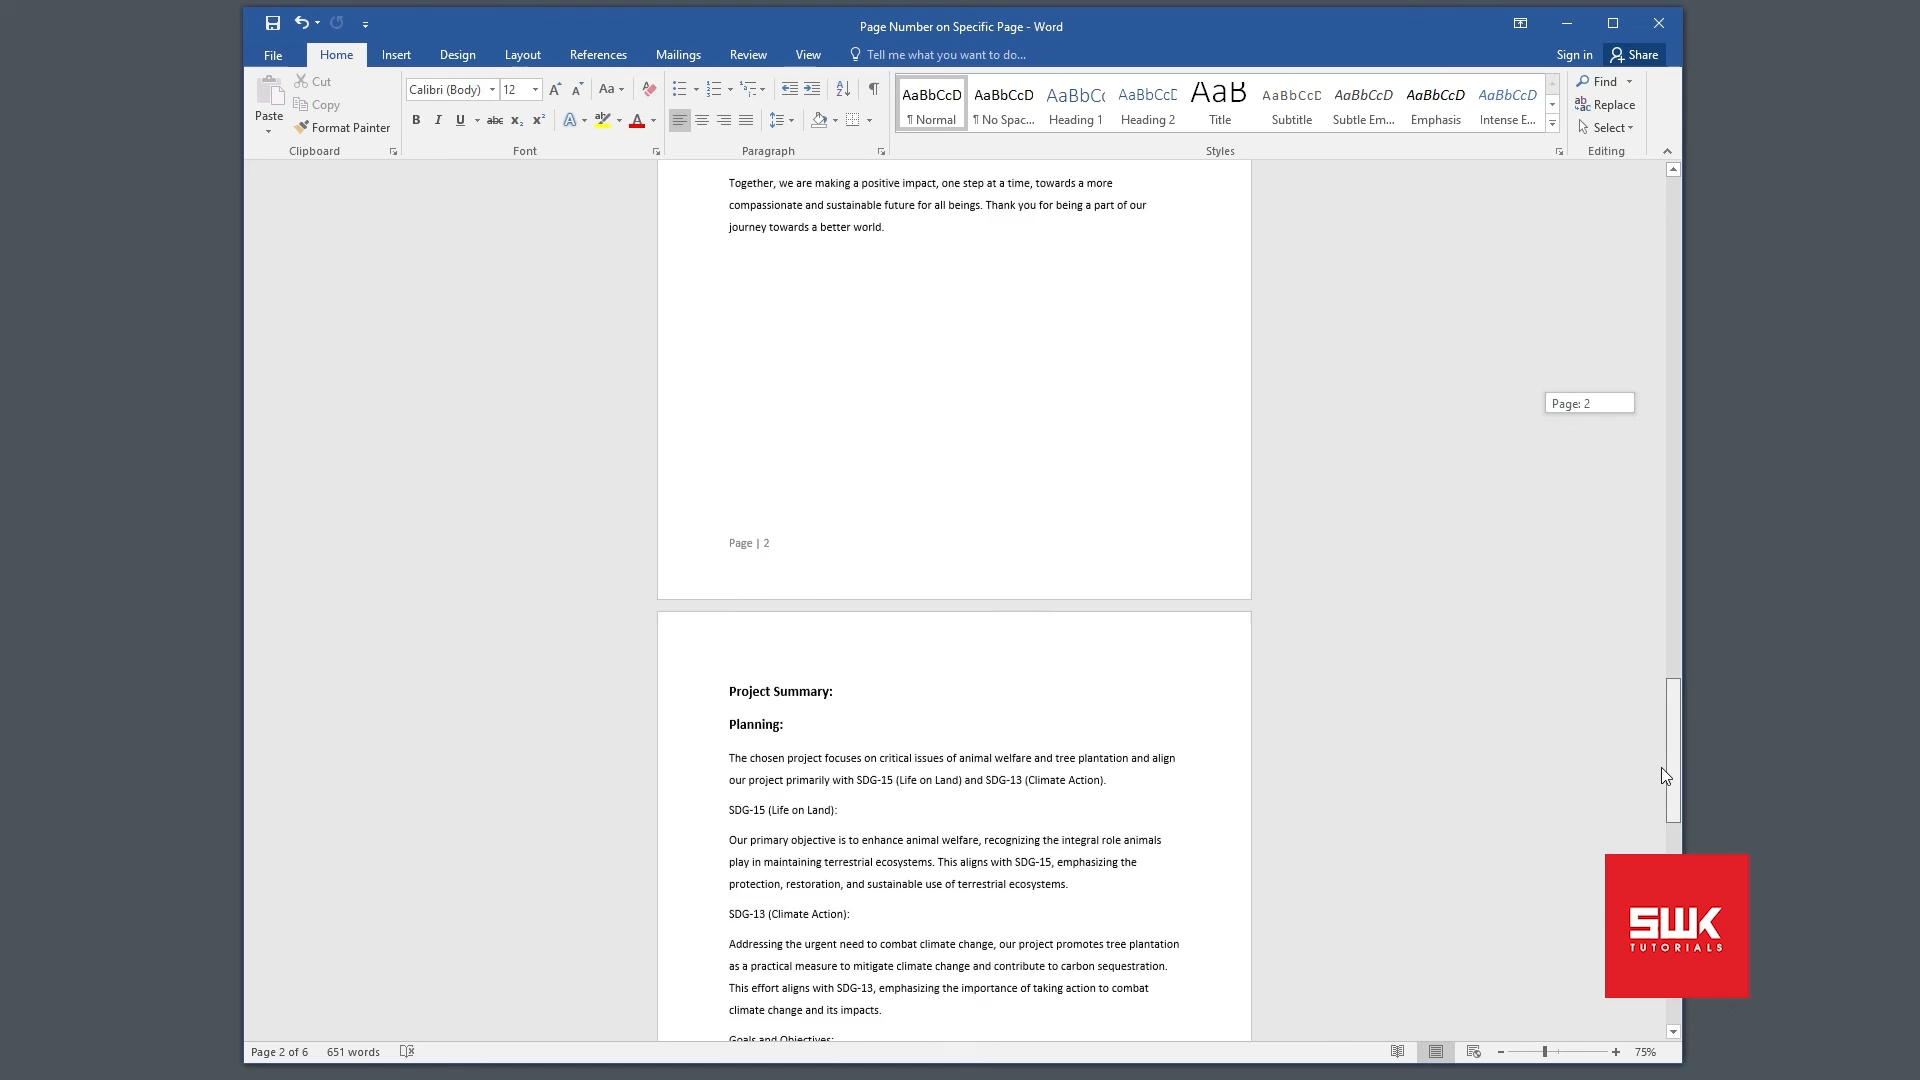 Page Number on Specific Page - Word
File Home Insert Design Layout References Mailings Review View Tell me what you want to do... Sign in Share
Paste
Cut
Copy
Format Painter
Clipboard
Calibri (Body) 12
Font
Paragraph
AaBbCcD AaBbCcD AaBbCc AaBbCcD AaB AaBbCcD AaBbCcD AaBbCcD AaBbCcD
¶ Normal ¶ No Spac... Heading 1 Heading 2 Title Subtitle Subtle Em... Emphasis Intense E...
Styles
Find
Replace
Select
Editing
Together, we are making a positive impact, one step at a time, towards a more
compassionate and sustainable future for all beings. Thank you for being a part of our
journey towards a better world.
Page: 2
Page | 2
Project Summary:
Planning:
The chosen project focuses on critical issues of animal welfare and tree plantation and align
our project primarily with SDG-15 (Life on Land) and SDG-13 (Climate Action).
SDG-15 (Life on Land):
Our primary objective is to enhance animal welfare, recognizing the integral role animals
play in maintaining terrestrial ecosystems. This aligns with SDG-15, emphasizing the
protection, restoration, and sustainable use of terrestrial ecosystems.
SDG-13 (Climate Action):
Addressing the urgent need to combat climate change, our project promotes tree plantation
as a practical measure to mitigate climate change and contribute to carbon sequestration.
This effort aligns with SDG-13, emphasizing the importance of taking action to combat
climate change and its impacts.
Goals and Objectives:
SWK
TUTORIALS
Page 2 of 6 651 words 75%